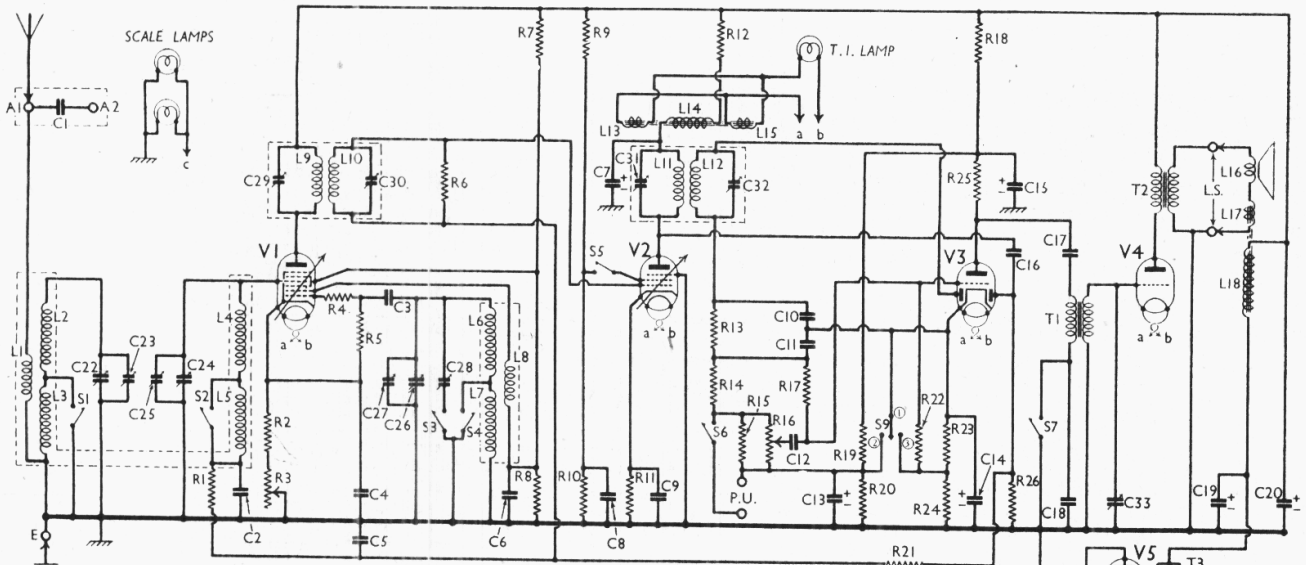 SCALE LAMPS
R7
R9
R12
R18
T.I. LAMP
A1
C1
A2
c
L13
L14
L15
a b
L9
L10
C29
C30
R6
C7
+
-
C31
L11
L12
C32
R25
C15
+
-
T2
L.S.
L16
L17
L18
V1
S5
V2
V3
C16
C17
V4
L2
L4
R4
C3
L6
L8
R5
a b
a b
a b
a b
C10
C11
R13
T1
L1
L3
C22
C23
S1
C25
C24
S2
L5
C27
C26
C28
S3
S4
L7
R14
R17
R2
R3
R1
C2
C4
C5
C6
R8
R10
C8
R11
C9
S6
R15
R16
C12
P.U.
C13
+
-
R19
R20
S9
①
②
③
R22
R23
R24
C14
+
-
R26
S7
C18
C33
C19
+
-
C20
+
-
E
R21
V5
T3